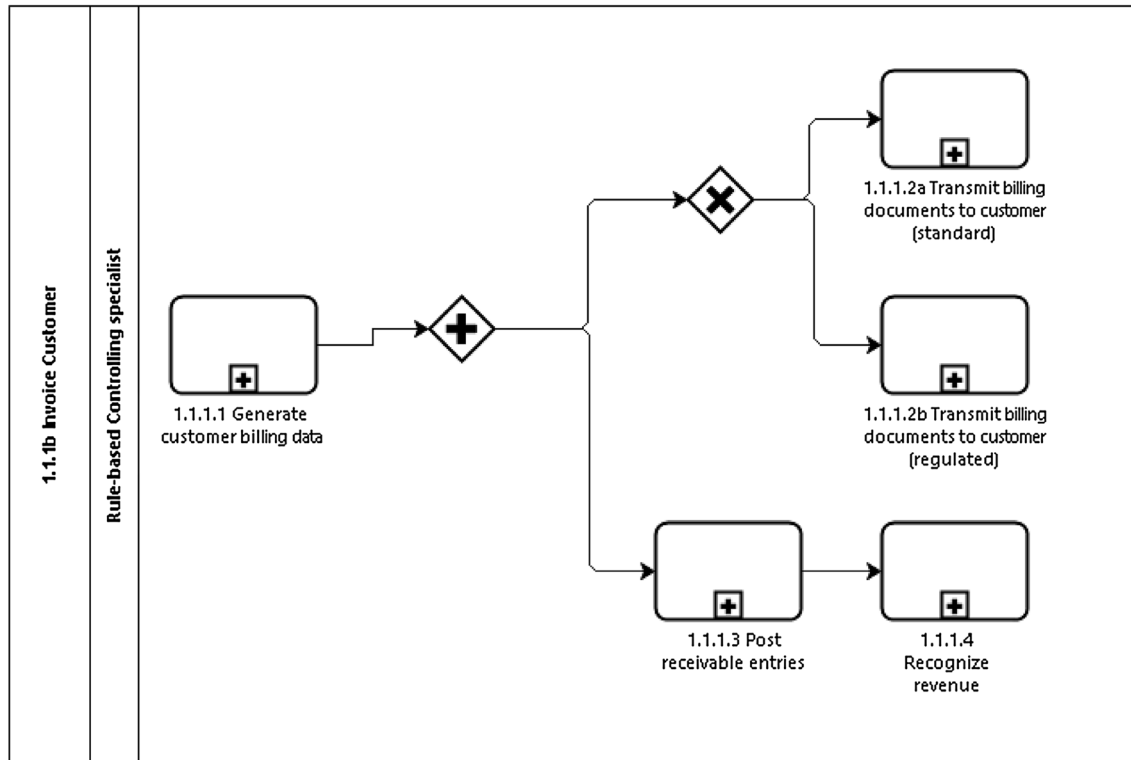 1.1.1b Invoice Customer
Rule-based Controlling specialist
1.1.1.1 Generate
customer billing data
1.1.1.2a Transmit billing
documents to customer
(standard)
1.1.1.2b Transmit billing
documents to customer
(regulated)
1.1.1.3 Post
receivable entries
1.1.1.4
Recognize
revenue